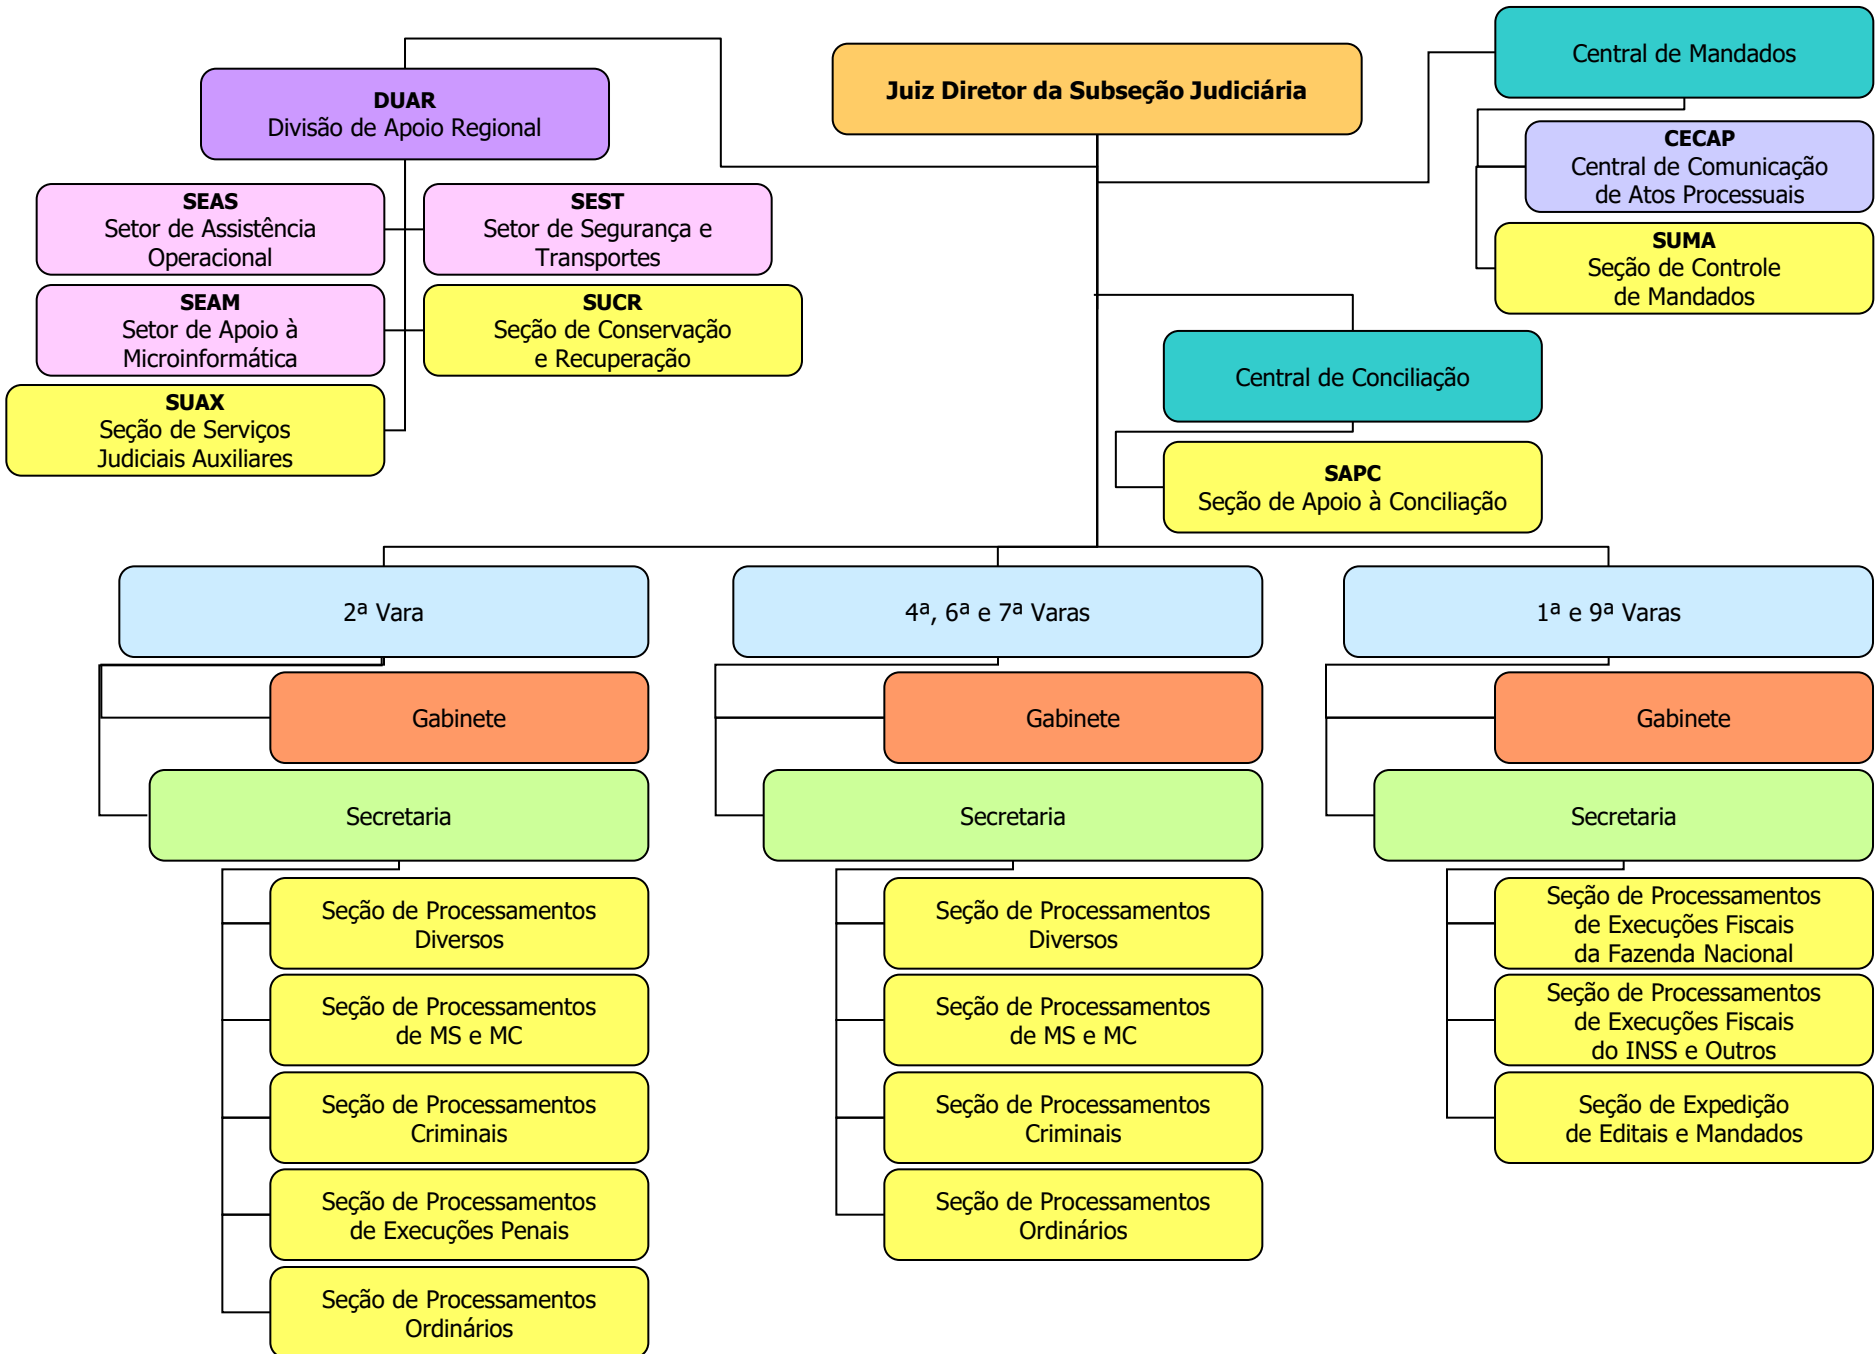 Juiz Diretor da Subseção Judiciária
DUAR
Divisão de Apoio Regional
SEAS
Setor de Assistência
Operacional
SEST
Setor de Segurança e
Transportes
SEAM
Setor de Apoio à
Microinformática
SUCR
Seção de Conservação
e Recuperação
SUAX
Seção de Serviços
Judiciais Auxiliares
Central de Mandados
CECAP
Central de Comunicação
de Atos Processuais
SUMA
Seção de Controle
de Mandados
Central de Conciliação
SAPC
Seção de Apoio à Conciliação
2ª Vara
Gabinete
Secretaria
Seção de Processamentos
Diversos
Seção de Processamentos
de MS e MC
Seção de Processamentos
Criminais
Seção de Processamentos
de Execuções Penais
Seção de Processamentos
Ordinários
4ª, 6ª e 7ª Varas
Gabinete
Secretaria
Seção de Processamentos
Diversos
Seção de Processamentos
de MS e MC
Seção de Processamentos
Criminais
Seção de Processamentos
Ordinários
1ª e 9ª Varas
Gabinete
Secretaria
Seção de Processamentos
de Execuções Fiscais
da Fazenda Nacional
Seção de Processamentos
de Execuções Fiscais
do INSS e Outros
Seção de Expedição
de Editais e Mandados